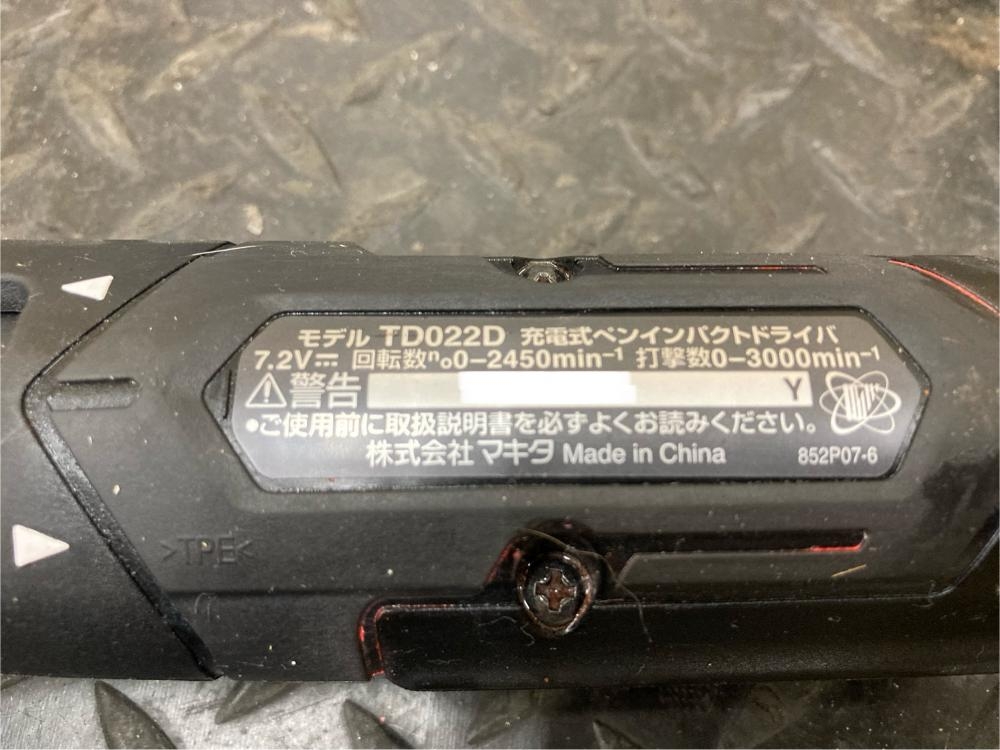 モデル TD022D 充電式ペンインパクトドライバ
7.2V⎓ 回転数n₀0−2450min⁻¹ 打撃数0−3000min⁻¹
⚠警告 Y
●ご使用前に取扱説明書を必ずよくお読みください。
株式会社マキタ Made in China 852P07-6
>TPE<